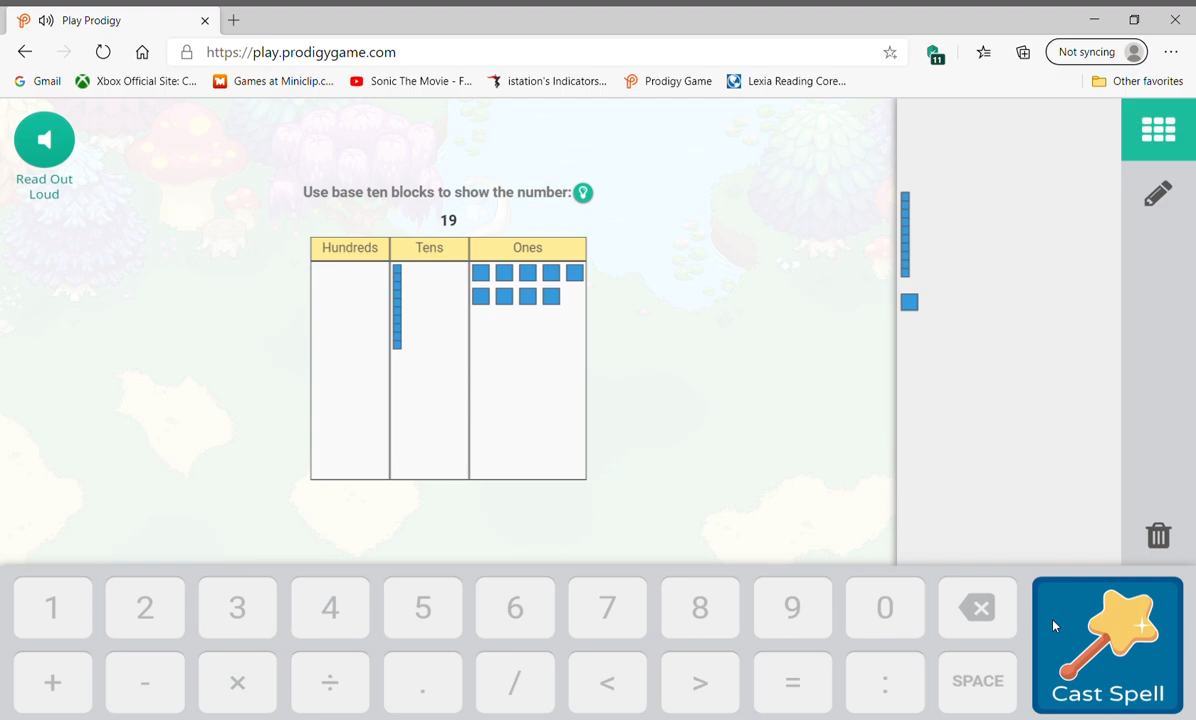 Play Prodigy
https://play.prodigygame.com
11
Not syncing
Gmail
Xbox Official Site: C...
Games at Miniclip.c...
Sonic The Movie - F...
istation's Indicators...
Prodigy Game
Lexia Reading Core...
Other favorites
Read Out
Loud
Use base ten blocks to show the number:
19
Hundreds Tens Ones
1 2 3 4 5 6 7 8 9 0
+ - × ÷ . / < > = : SPACE
Cast Spell